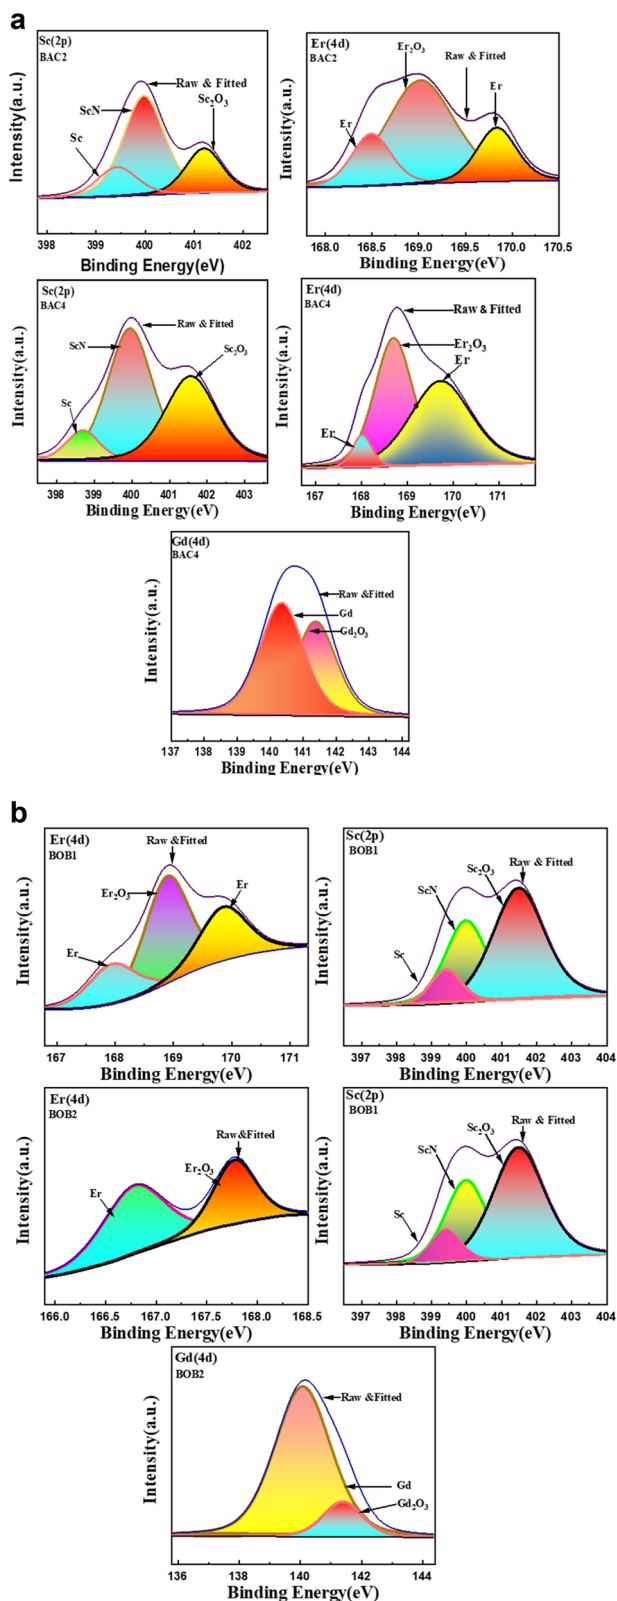 a
Sc(2p)
BAC2
Raw & Fitted
ScN
Sc₂O₃
Sc
Intensity(a.u.)
398 399 400 401 402
Binding Energy(eV)
Er(4d)
BAC2
Er₂O₃
Raw & Fitted
Er
Er
Intensity(a.u.)
168.0 168.5 169.0 169.5 170.0 170.5
Binding Energy(eV)
Sc(2p)
BAC4
Raw & Fitted
ScN
Sc₂O₃
Sc
Intensity(a.u.)
398 399 400 401 402 403
Binding Energy(eV)
Er(4d)
BAC4
Raw & Fitted
Er₂O₃
Er
Er
Intensity(a.u.)
167 168 169 170 171
Binding Energy(eV)
Gd(4d)
BAC4
Raw &Fitted
Gd
Gd₂O₃
Intensity(a.u.)
137 138 139 140 141 142 143 144
Binding Energy(eV)
b
Er(4d)
BOB1
Raw &Fitted
Er₂O₃
Er
Er
Intensity(a.u.)
167 168 169 170 171
Binding Energy(eV)
Sc(2p)
BOB1
Raw & Fitted
Sc₂O₃
ScN
Sc
Intensity(a.u.)
397 398 399 400 401 402 403 404
Binding Energy(eV)
Er(4d)
BOB2
Raw&Fitted
Er₂O₃
Er
Intensity(a.u.)
166.0 166.5 167.0 167.5 168.0 168.5
Binding Energy(eV)
Sc(2p)
BOB1
Raw & Fitted
Sc₂O₃
ScN
Sc
Intensity(a.u.)
397 398 399 400 401 402 403 404
Binding Energy(eV)
Gd(4d)
BOB2
Raw &Fitted
Gd
Gd₂O₃
Intensity(a.u.)
136 138 140 142 144
Binding Energy(eV)